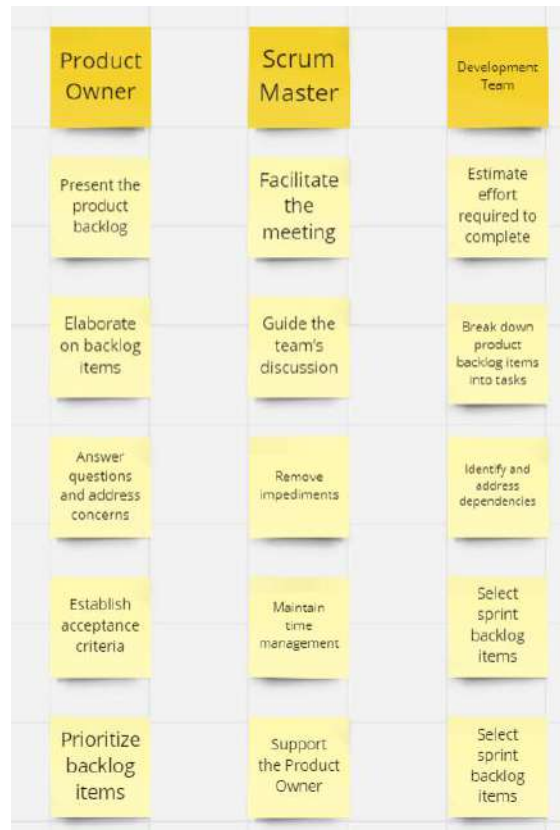 Product
Owner
Scrum
Master
Development
Team
Present the
product
backlog
Facilitate
the
meeting
Estimate
effort
required to
complete
Elaborate
on backlog
items
Guide the
team's
discussion
Break down
product
backlog items
into tasks
Answer
questions
and address
concerns
Remove
impediments
Identify and
address
dependencies
Establish
acceptance
criteria
Maintain
time
management
Select
sprint
backlog
items
Prioritize
backlog
items
Support
the Product
Owner
Select
sprint
backlog
items